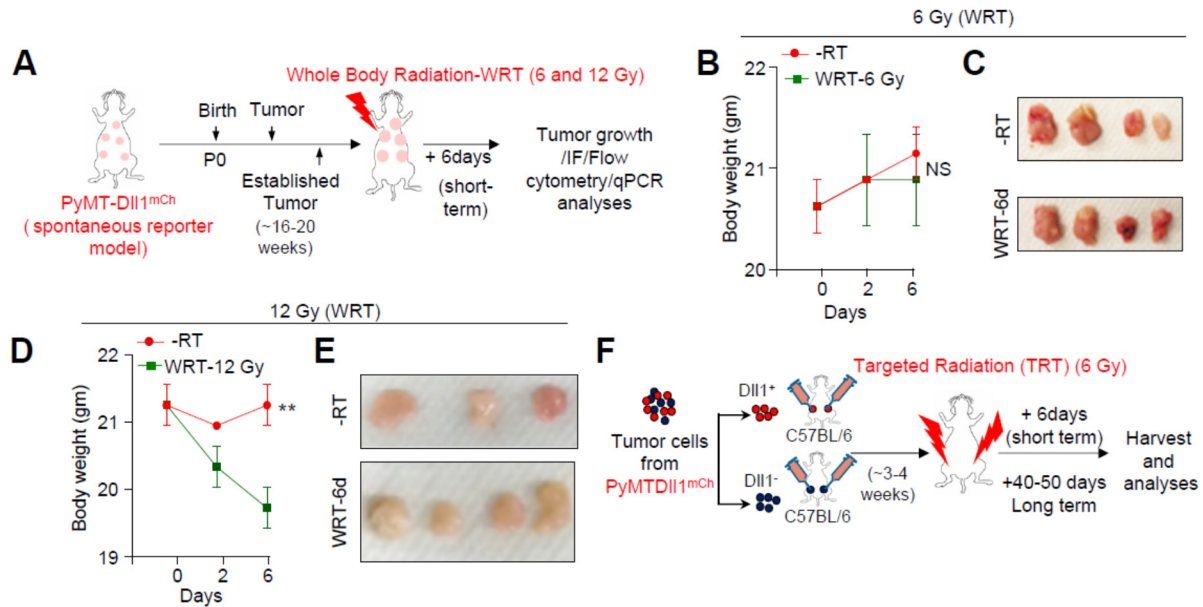 6 Gy (WRT)
A
Whole Body Radiation-WRT (6 and 12 Gy)
Birth Tumor
P0
Established
Tumor
(~16-20
weeks)
PyMT-Dll1mCh
( spontaneous reporter
model)
+ 6days
(short-
term)
Tumor growth
/IF/Flow
cytometry/qPCR
analyses
B
-RT
WRT-6 Gy
Body weight (gm)
22
21
20
NS
0 2 6
Days
C
-RT
WRT-6d
12 Gy (WRT)
D
-RT
WRT-12 Gy
Body weight (gm)
22
21
20
19
**
0 2 6
Days
E
-RT
WRT-6d
F
Targeted Radiation (TRT) (6 Gy)
Tumor cells
from
PyMTDll1mCh
Dll1+
C57BL/6
Dll1-
C57BL/6
(~3-4
weeks)
+ 6days
(short term)
+40-50 days
Long term
Harvest
and
analyses